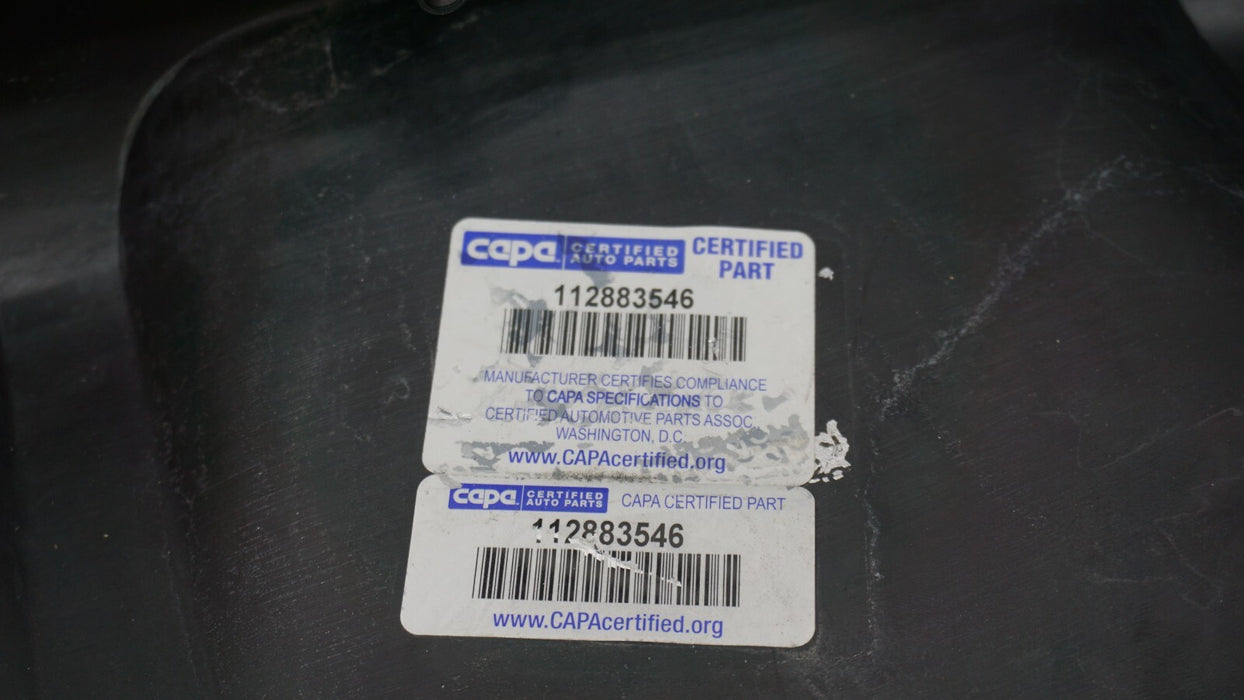 capa CERTIFIED AUTO PARTS CERTIFIED PART
112883546
MANUFACTURER CERTIFIES COMPLIANCE
TO CAPA SPECIFICATIONS TO
CERTIFIED AUTOMOTIVE PARTS ASSOC
WASHINGTON, D.C.
www.CAPAcertified.org
capa CERTIFIED AUTO PARTS CAPA CERTIFIED PART
112883546
www.CAPAcertified.org